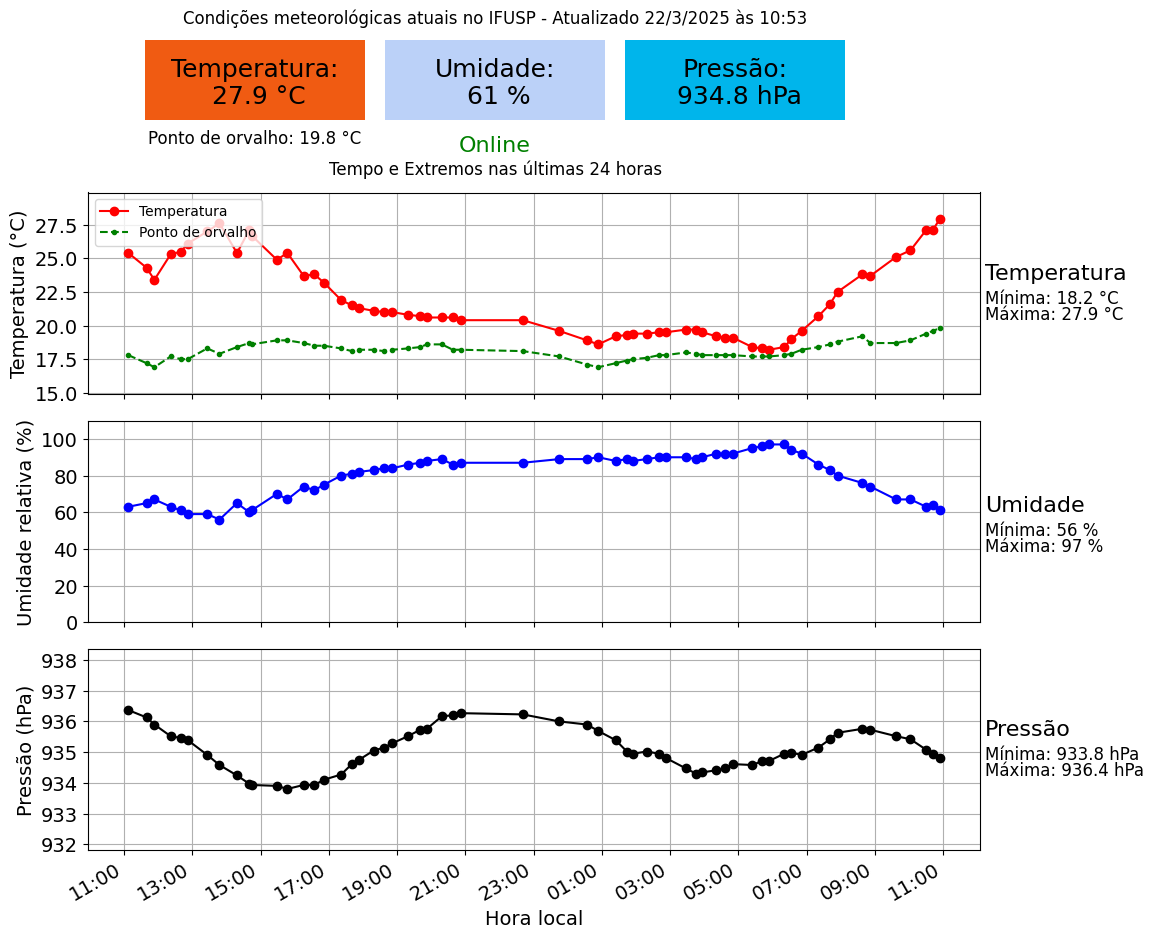 Condições meteorológicas atuais no IFUSP - Atualizado 22/3/2025 às 10:53
Temperatura:
27.9 °C
Umidade:
61 %
Pressão:
934.8 hPa
Ponto de orvalho: 19.8 °C
Online
Tempo e Extremos nas últimas 24 horas
Temperatura (°C)
27.5
25.0
22.5
20.0
17.5
15.0
Temperatura
Ponto de orvalho
Temperatura
Mínima: 18.2 °C
Máxima: 27.9 °C
Umidade relativa (%)
100
80
60
40
20
0
Umidade
Mínima: 56 %
Máxima: 97 %
Pressão (hPa)
938
937
936
935
934
933
932
Pressão
Mínima: 933.8 hPa
Máxima: 936.4 hPa
11:00
13:00
15:00
17:00
19:00
21:00
23:00
01:00
03:00
05:00
07:00
09:00
11:00
Hora local